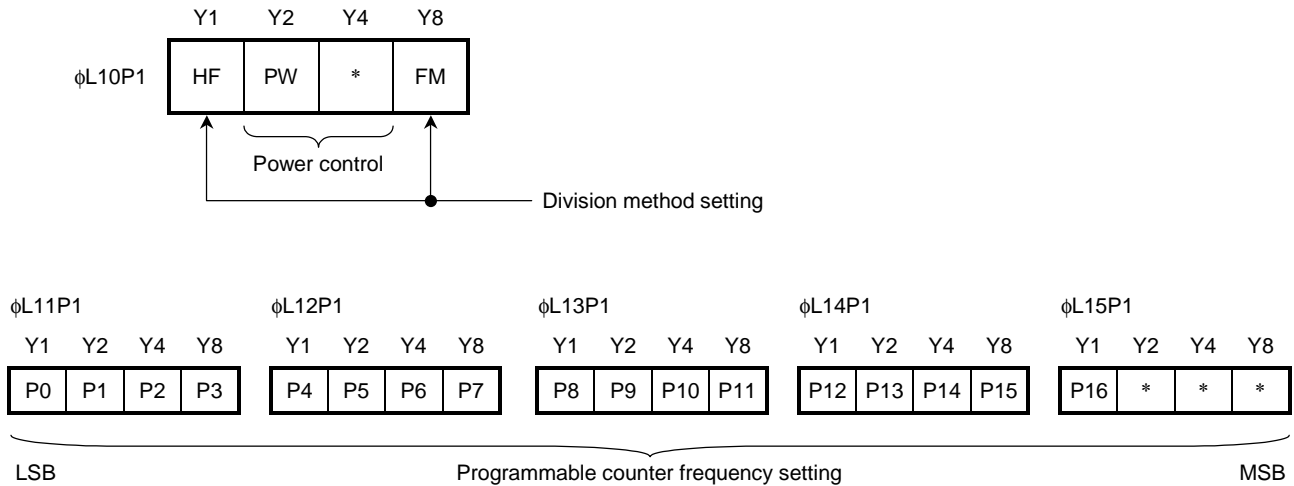 Y1 Y2 Y4 Y8
ϕL10P1 HF PW * FM
Power control
Division method setting
ϕL11P1 ϕL12P1 ϕL13P1 ϕL14P1 ϕL15P1
Y1 Y2 Y4 Y8 Y1 Y2 Y4 Y8 Y1 Y2 Y4 Y8 Y1 Y2 Y4 Y8 Y1 Y2 Y4 Y8
P0 P1 P2 P3 P4 P5 P6 P7 P8 P9 P10 P11 P12 P13 P14 P15 P16 * * *
LSB Programmable counter frequency setting MSB